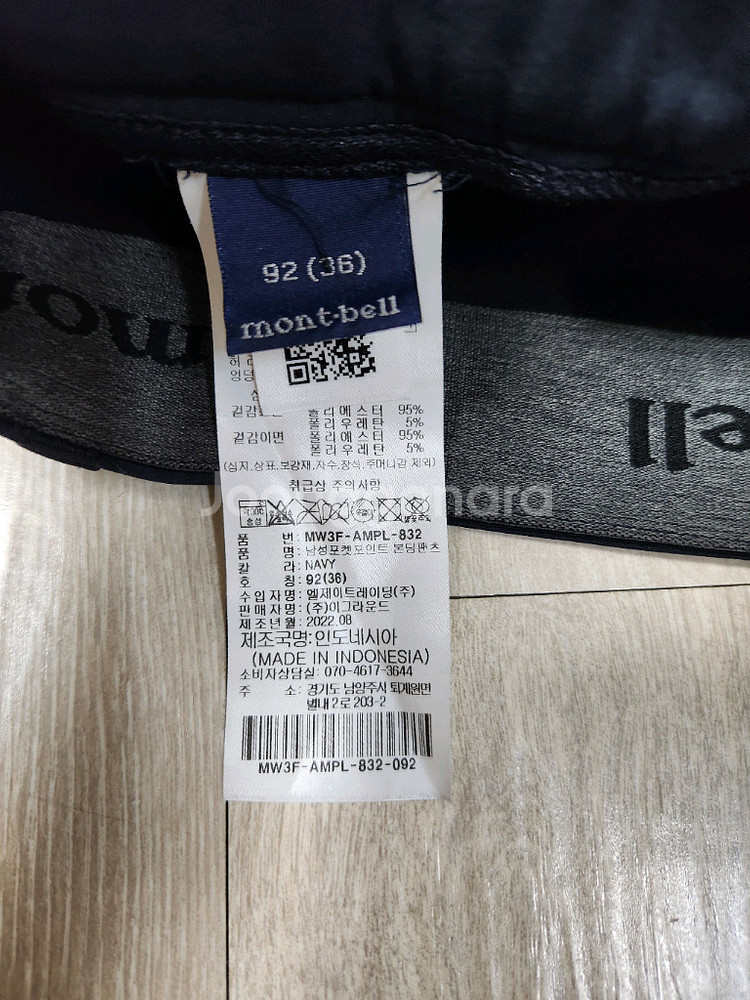 92 (36)
mont-bell
겉감표면 폴리에스터 95%
폴리우레탄 5%
겉감이면 폴리에스터 95%
폴리우레탄 5%
(심지,상표,보강재,자수,장식,주머니감 제외)
취급상 주의사항
품 번: MW3F-AMPL-832
품 명: 남성포켓포인트 본딩팬츠
칼 라: NAVY
호 칭: 92(36)
수입자명: 엘제이트레이딩(주)
판매자명: (주)이그라운드
제조년월: 2022.08
제조국명: 인도네시아
(MADE IN INDONESIA)
소비자상담실: 070-4617-3644
주 소: 경기도 남양주시 퇴계원면
별내2로 203-2
MW3F-AMPL-832-092
ell
Joonggonara